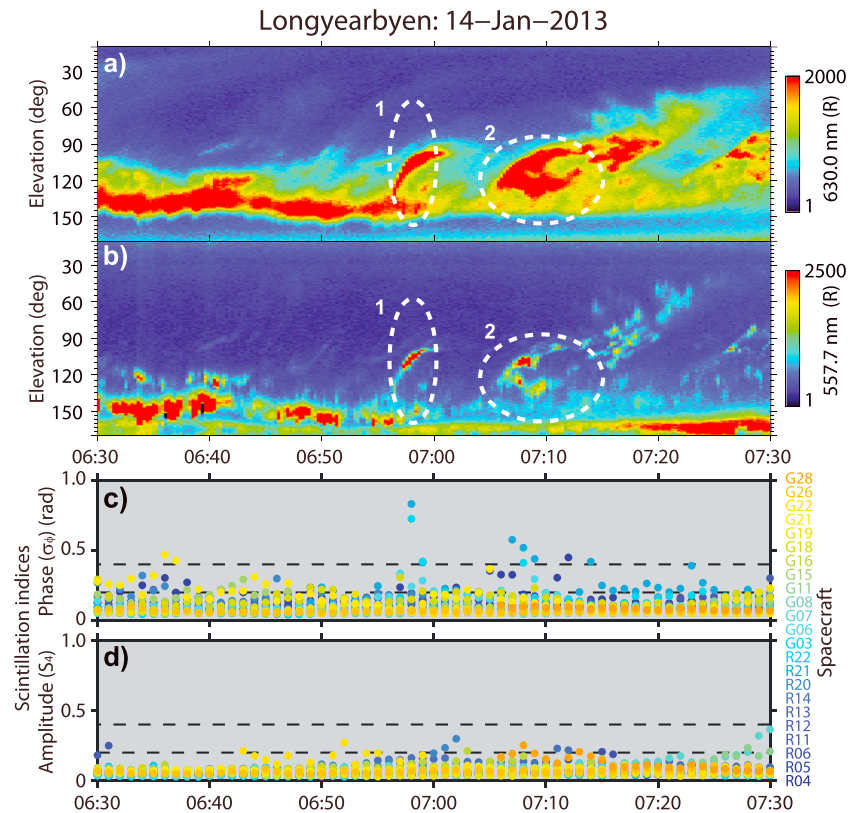 Longyearbyen: 14−Jan−2013
a)
30
60
90
120
150
Elevation (deg)
1
2
2000
1
630.0 nm (R)
b)
30
60
90
120
150
Elevation (deg)
1
2
2500
1
557.7 nm (R)
06:30 06:40 06:50 07:00 07:10 07:20 07:30
Scintillation indices
c)
1.0
0.5
0
Phase (σϕ) (rad)
d)
1.0
0.5
0
Amplitude (S4)
06:30 06:40 06:50 07:00 07:10 07:20 07:30
G28
G26
G22
G21
G19
G18
G16
G15
G11
G08
G07
G06
G03
R22
R21
R20
R14
R13
R12
R11
R06
R05
R04
Spacecraft